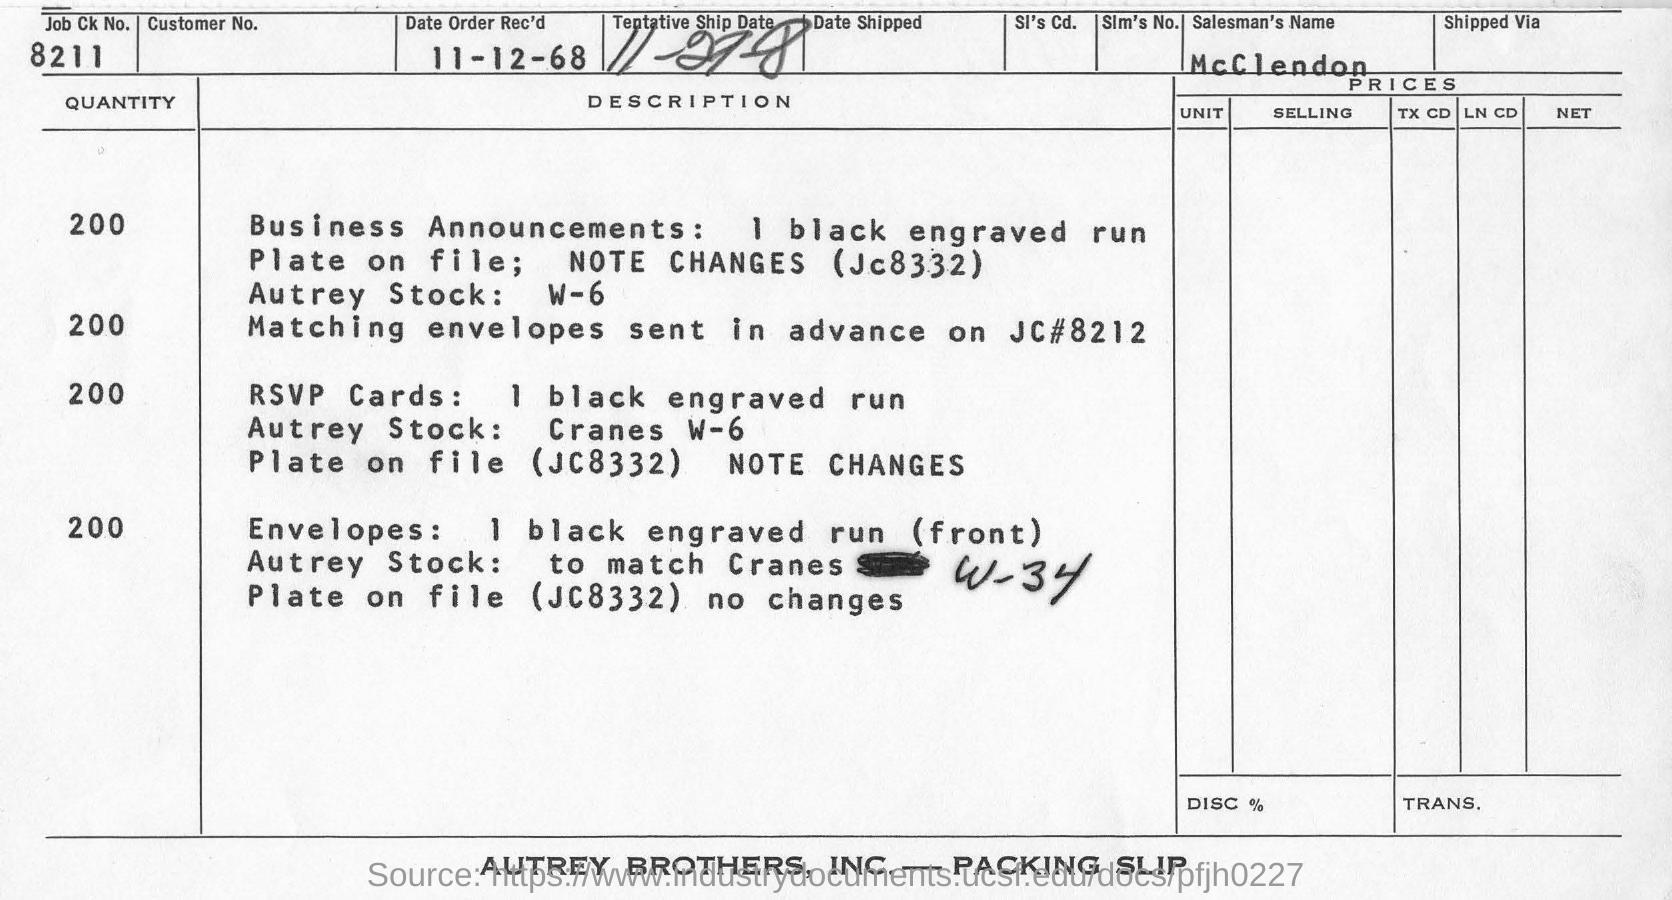 Job Ck No. Customer No. Date Order Rec'd Tentative Ship Date Date Shipped Sl's Cd. Slm's No. Salesman's Name Shipped Via
8211 11-12-68 11-27-8 McClendon
QUANTITY DESCRIPTION PRICES
UNIT SELLING TX CD LN CD NET
200 Business Announcements: 1 black engraved run
Plate on file; NOTE CHANGES (Jc8332)
Autrey Stock: W-6
200 Matching envelopes sent in advance on JC#8212
200 RSVP Cards: 1 black engraved run
Autrey Stock: Cranes W-6
Plate on file (JC8332) NOTE CHANGES
200 Envelopes: 1 black engraved run (front)
Autrey Stock: to match Cranes W-34
Plate on file (JC8332) no changes
DISC % TRANS.
AUTREY BROTHERS, INC. — PACKING SLIP
Source: https://www.industrydocuments.ucsf.edu/docs/pfjh0227